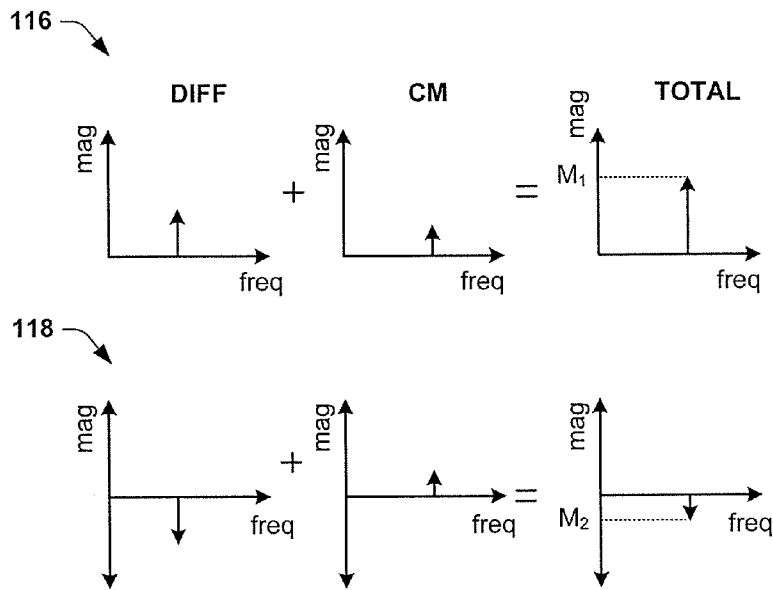 116
DIFF CM TOTAL
mag mag mag
+ = M₁
freq freq freq
118
mag mag mag
+ = M₂
freq freq freq